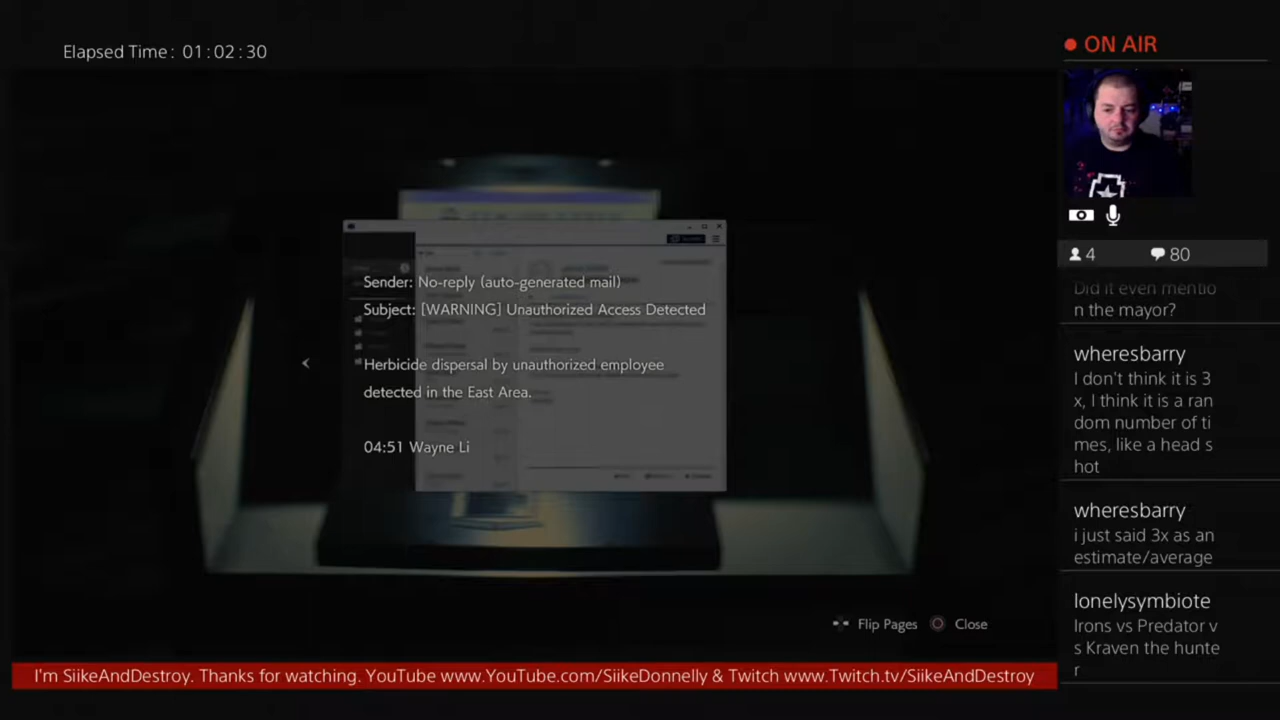 Elapsed Time: 01:02:30
ON AIR
4
80
Did it even mentio
n the mayor?
wheresbarry
I don't think it is 3
x, I think it is a ran
dom number of ti
mes, like a head s
hot
wheresbarry
i just said 3x as an
estimate/average
lonelysymbiote
Irons vs Predator v
s Kraven the hunte
r
Sender: No-reply (auto-generated mail)
Subject: [WARNING] Unauthorized Access Detected
Herbicide dispersal by unauthorized employee
detected in the East Area.
04:51 Wayne Li
Flip Pages
Close
I'm SiikeAndDestroy. Thanks for watching. YouTube www.YouTube.com/SiikeDonnelly & Twitch www.Twitch.tv/SiikeAndDestroy